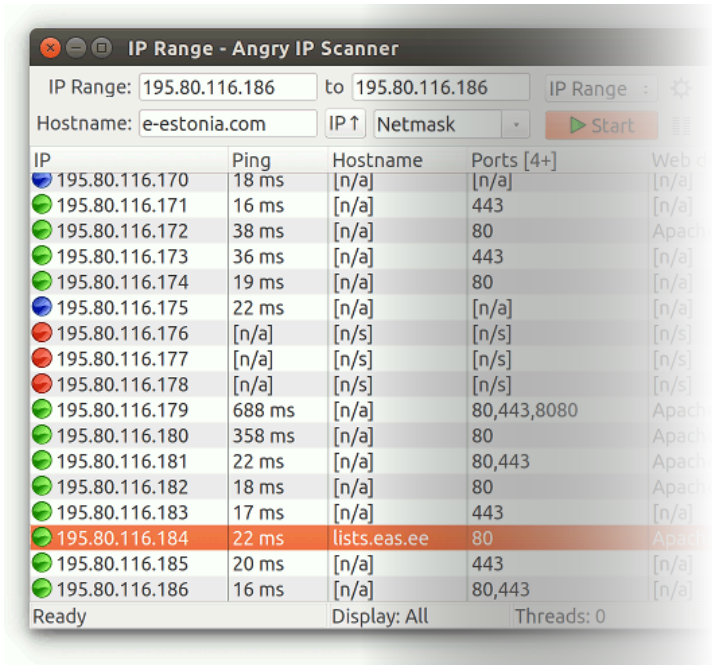 IP Range - Angry IP Scanner
IP Range: 195.80.116.186 to 195.80.116.186 IP Range
Hostname: e-estonia.com IP↑ Netmask Start
IP Ping Hostname Ports [4+] Web
195.80.116.170 18 ms [n/a] [n/a] [n/a]
195.80.116.171 16 ms [n/a] 443 [n/a]
195.80.116.172 38 ms [n/a] 80 Apach
195.80.116.173 36 ms [n/a] 443 [n/a]
195.80.116.174 19 ms [n/a] 80 [n/a]
195.80.116.175 22 ms [n/a] [n/a] [n/a]
195.80.116.176 [n/a] [n/s] [n/s] [n/s]
195.80.116.177 [n/a] [n/s] [n/s] [n/s]
195.80.116.178 [n/a] [n/s] [n/s] [n/s]
195.80.116.179 688 ms [n/a] 80,443,8080 Apach
195.80.116.180 358 ms [n/a] 80 Apach
195.80.116.181 22 ms [n/a] 80,443 Apach
195.80.116.182 18 ms [n/a] 80 Apach
195.80.116.183 17 ms [n/a] 443 [n/a]
195.80.116.184 22 ms lists.eas.ee 80 Apach
195.80.116.185 20 ms [n/a] 443 [n/a]
195.80.116.186 16 ms [n/a] 80,443 [n/a]
Ready Display: All Threads: 0